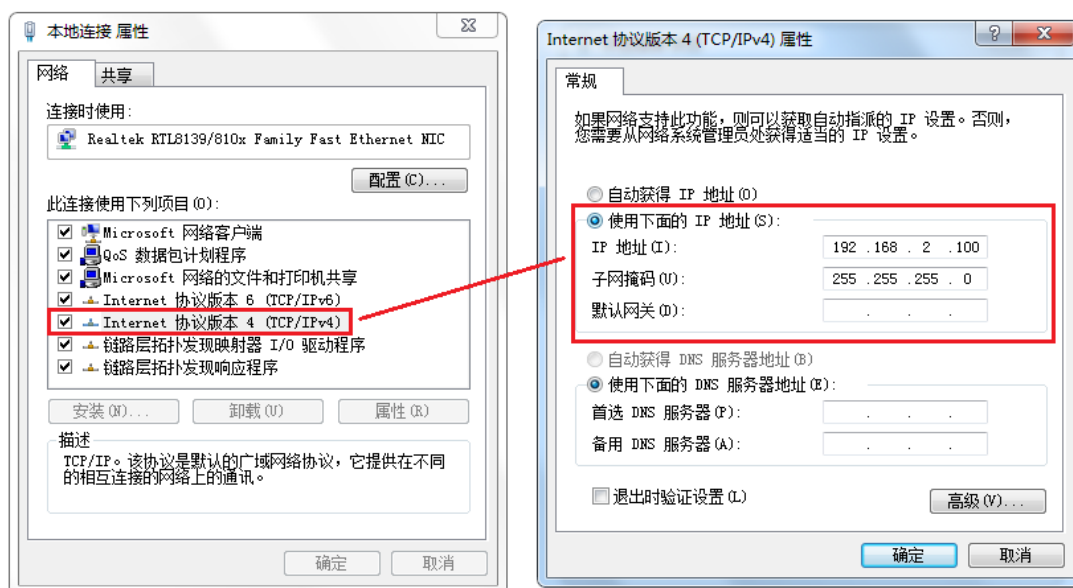 本地连接 属性
网络
共享
连接时使用:
Realtek RTL8139/810x Family Fast Ethernet NIC
配置(C)...
此连接使用下列项目(O):
Microsoft 网络客户端
QoS 数据包计划程序
Microsoft 网络的文件和打印机共享
Internet 协议版本 6 (TCP/IPv6)
Internet 协议版本 4 (TCP/IPv4)
链路层拓扑发现映射器 I/O 驱动程序
链路层拓扑发现响应程序
安装(N)...
卸载(U)
属性(R)
描述
TCP/IP。该协议是默认的广域网络协议，它提供在不同
的相互连接的网络上的通讯。
确定
取消
Internet 协议版本 4 (TCP/IPv4) 属性
常规
如果网络支持此功能，则可以获取自动指派的 IP 设置。否则，
您需要从网络系统管理员处获得适当的 IP 设置。
自动获得 IP 地址(O)
使用下面的 IP 地址(S):
IP 地址(I): 192 .168 . 2 .100
子网掩码(U): 255 .255 .255 . 0
默认网关(D): . . .
自动获得 DNS 服务器地址(B)
使用下面的 DNS 服务器地址(E):
首选 DNS 服务器(P): . . .
备用 DNS 服务器(A): . . .
退出时验证设置(L)
高级(V)...
确定
取消